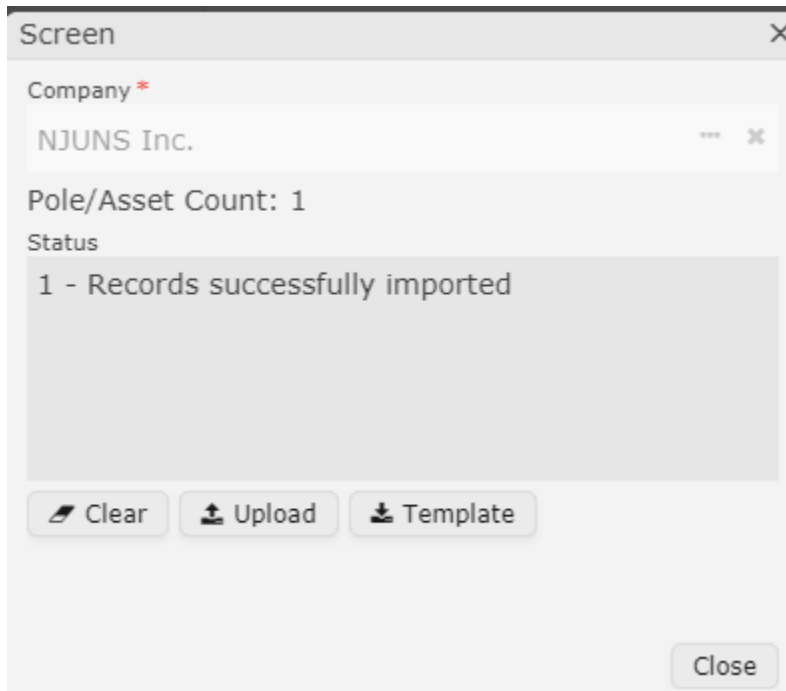 Screen
Company *
NJUNS Inc.
Pole/Asset Count: 1
Status
1 - Records successfully imported
Clear Upload Template
Close